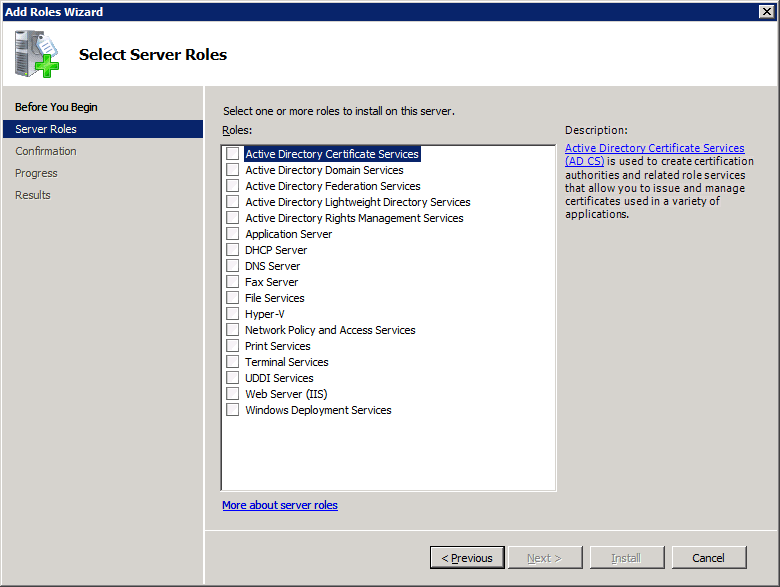 Add Roles Wizard
Select Server Roles
Before You Begin
Server Roles
Confirmation
Progress
Results
Select one or more roles to install on this server.
Roles:
Active Directory Certificate Services
Active Directory Domain Services
Active Directory Federation Services
Active Directory Lightweight Directory Services
Active Directory Rights Management Services
Application Server
DHCP Server
DNS Server
Fax Server
File Services
Hyper-V
Network Policy and Access Services
Print Services
Terminal Services
UDDI Services
Web Server (IIS)
Windows Deployment Services
More about server roles
Description:
Active Directory Certificate Services
(AD CS) is used to create certification
authorities and related role services
that allow you to issue and manage
certificates used in a variety of
applications.
< Previous
Next >
Install
Cancel